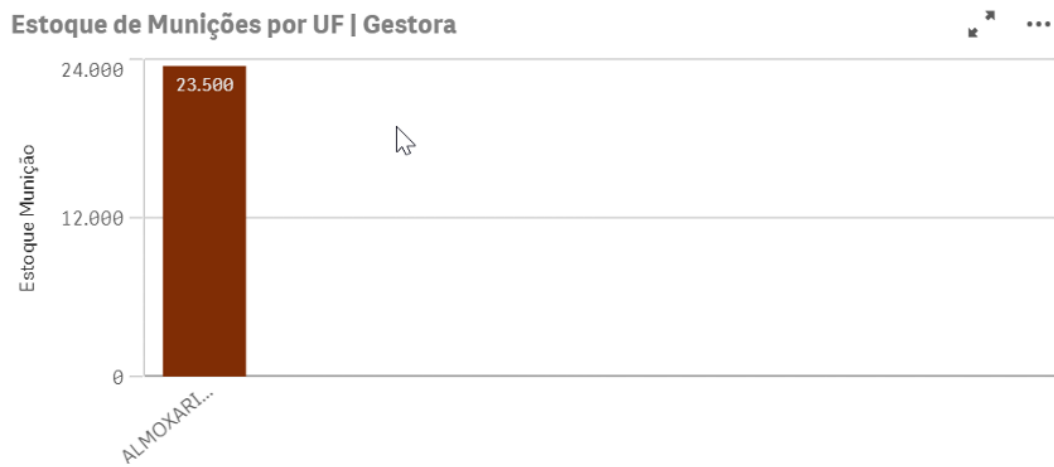 Estoque de Munições por UF | Gestora
24.000
23.500
Estoque Munição
12.000
0
ALMOXARI...